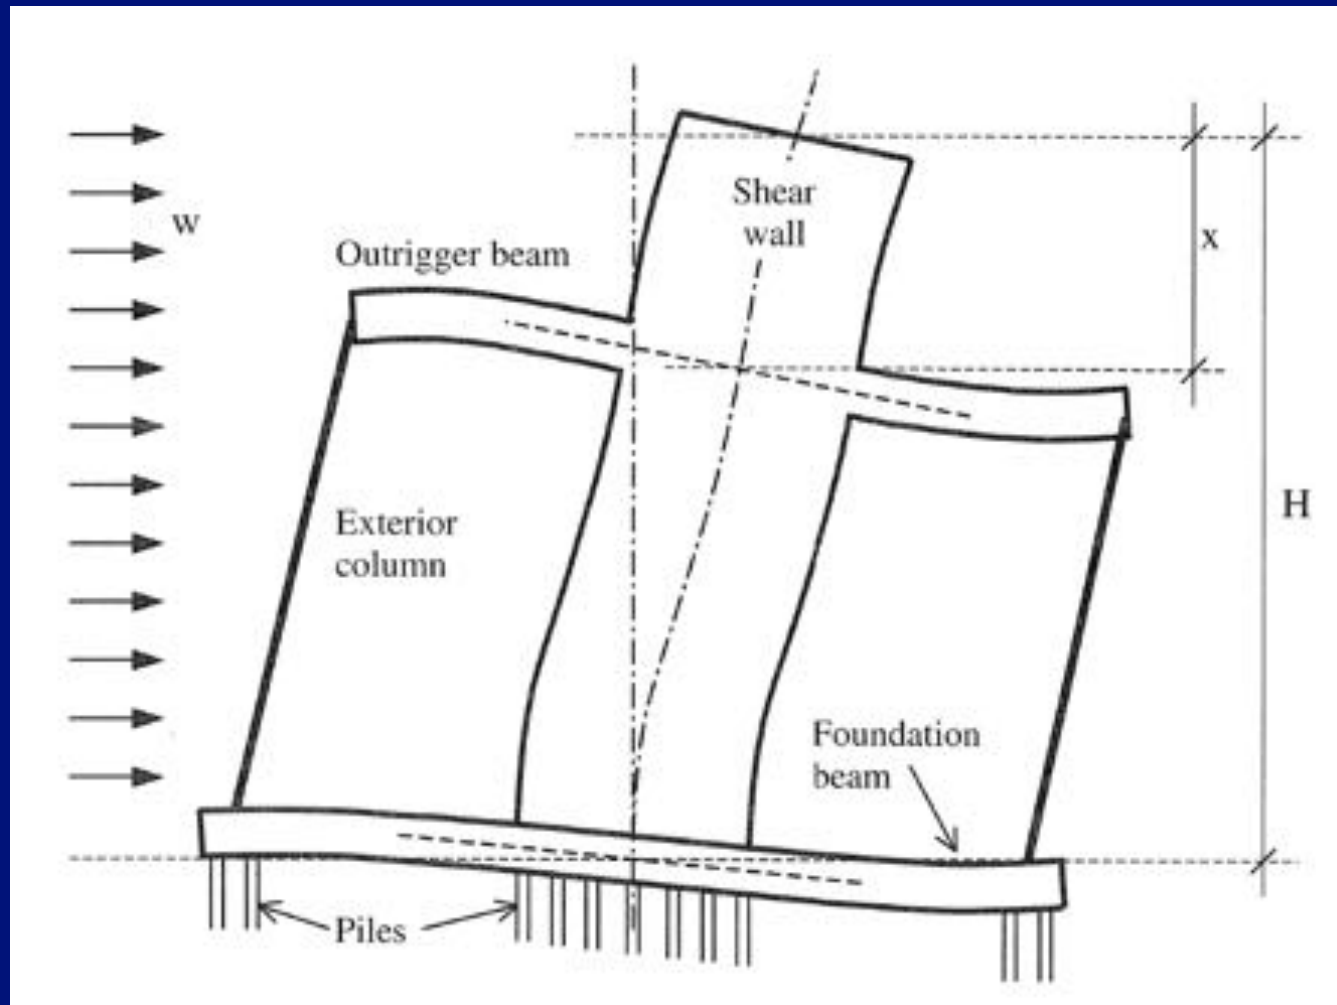 w
Outrigger beam
Shear
wall
x
H
Exterior
column
Foundation
beam
Piles